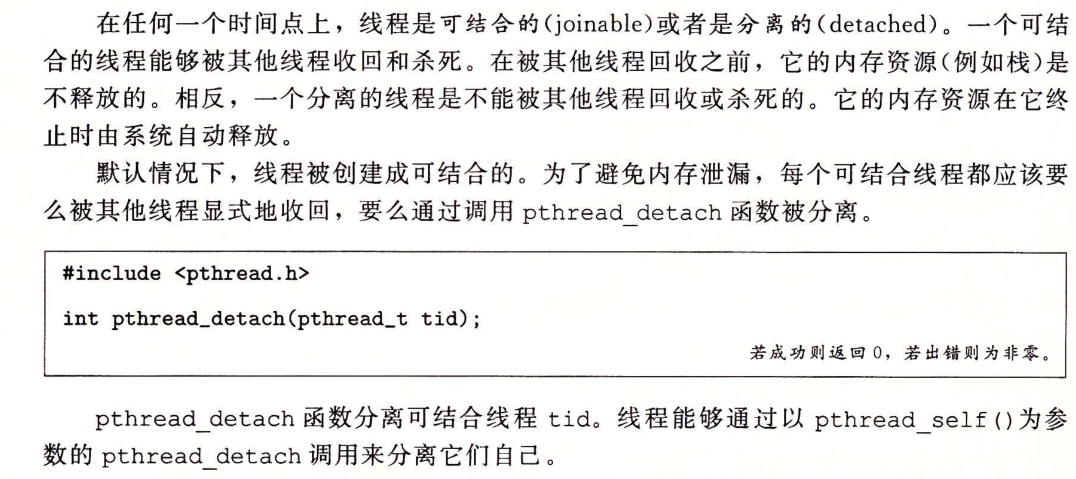 在任何一个时间点上，线程是可结合的(joinable)或者是分离的(detached)。一个可结
合的线程能够被其他线程收回和杀死。在被其他线程回收之前，它的内存资源(例如栈)是
不释放的。相反，一个分离的线程是不能被其他线程回收或杀死的。它的内存资源在它终
止时由系统自动释放。
默认情况下，线程被创建成可结合的。为了避免内存泄漏，每个可结合线程都应该要
么被其他线程显式地收回，要么通过调用 pthread_detach 函数被分离。
#include <pthread.h>
int pthread_detach(pthread_t tid);
若成功则返回 0，若出错则为非零。
pthread_detach 函数分离可结合线程 tid。线程能够通过以 pthread_self()为参
数的 pthread_detach 调用来分离它们自己。